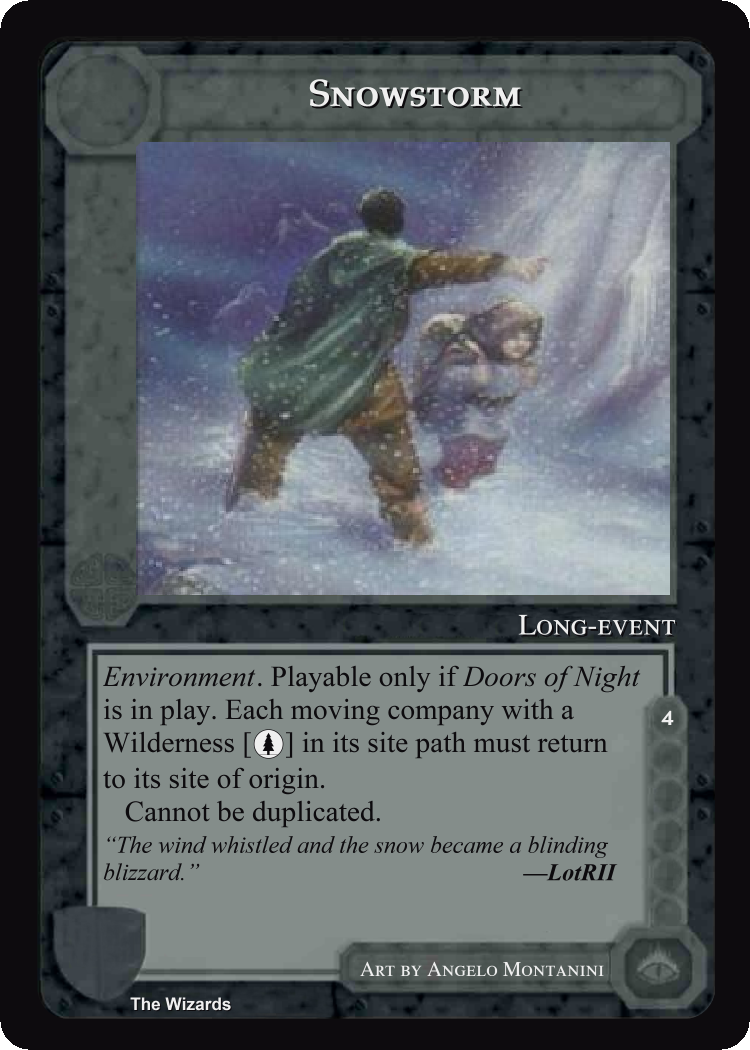 Snowstorm
Long-event
Environment. Playable only if Doors of Night
is in play. Each moving company with a
Wilderness [🌲] in its site path must return
to its site of origin.
Cannot be duplicated.
4
“The wind whistled and the snow became a blinding
blizzard.” —LotRII
Art by Angelo Montanini
The Wizards